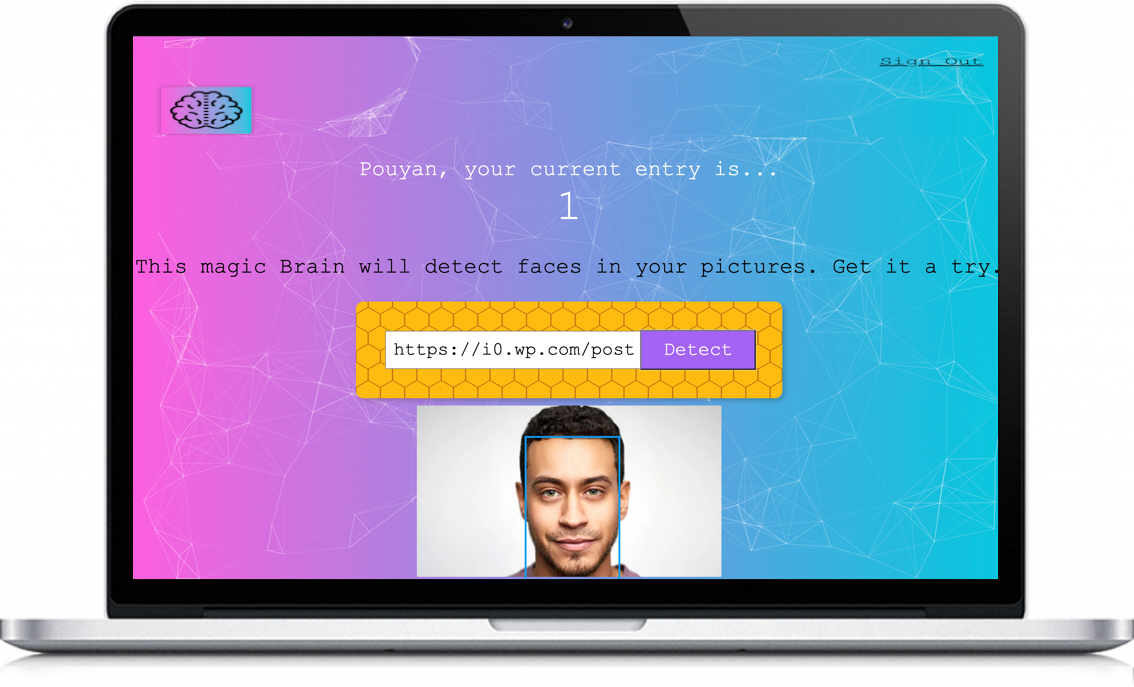 Sign Out
Pouyan, your current entry is...
1
This magic Brain will detect faces in your pictures. Get it a try.
https://i0.wp.com/post
Detect